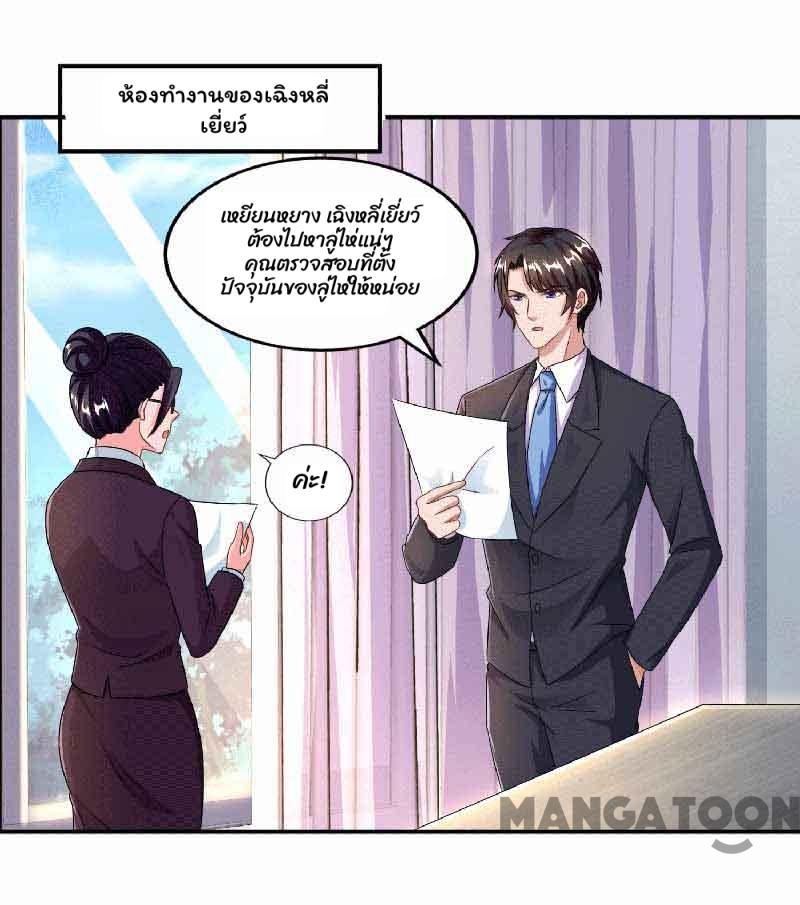 ห้องทำงานของเฉิงหลี่
เยี่ยว์
เหยียนหยาง เฉิงหลี่เยี่ยว์
ต้องไปหาลู่ไห่แน่ๆ
คุณตรวจสอบที่ตั้ง
ปัจจุบันของลู่ไห่ให้หน่อย
ค่ะ!
MANGATOON